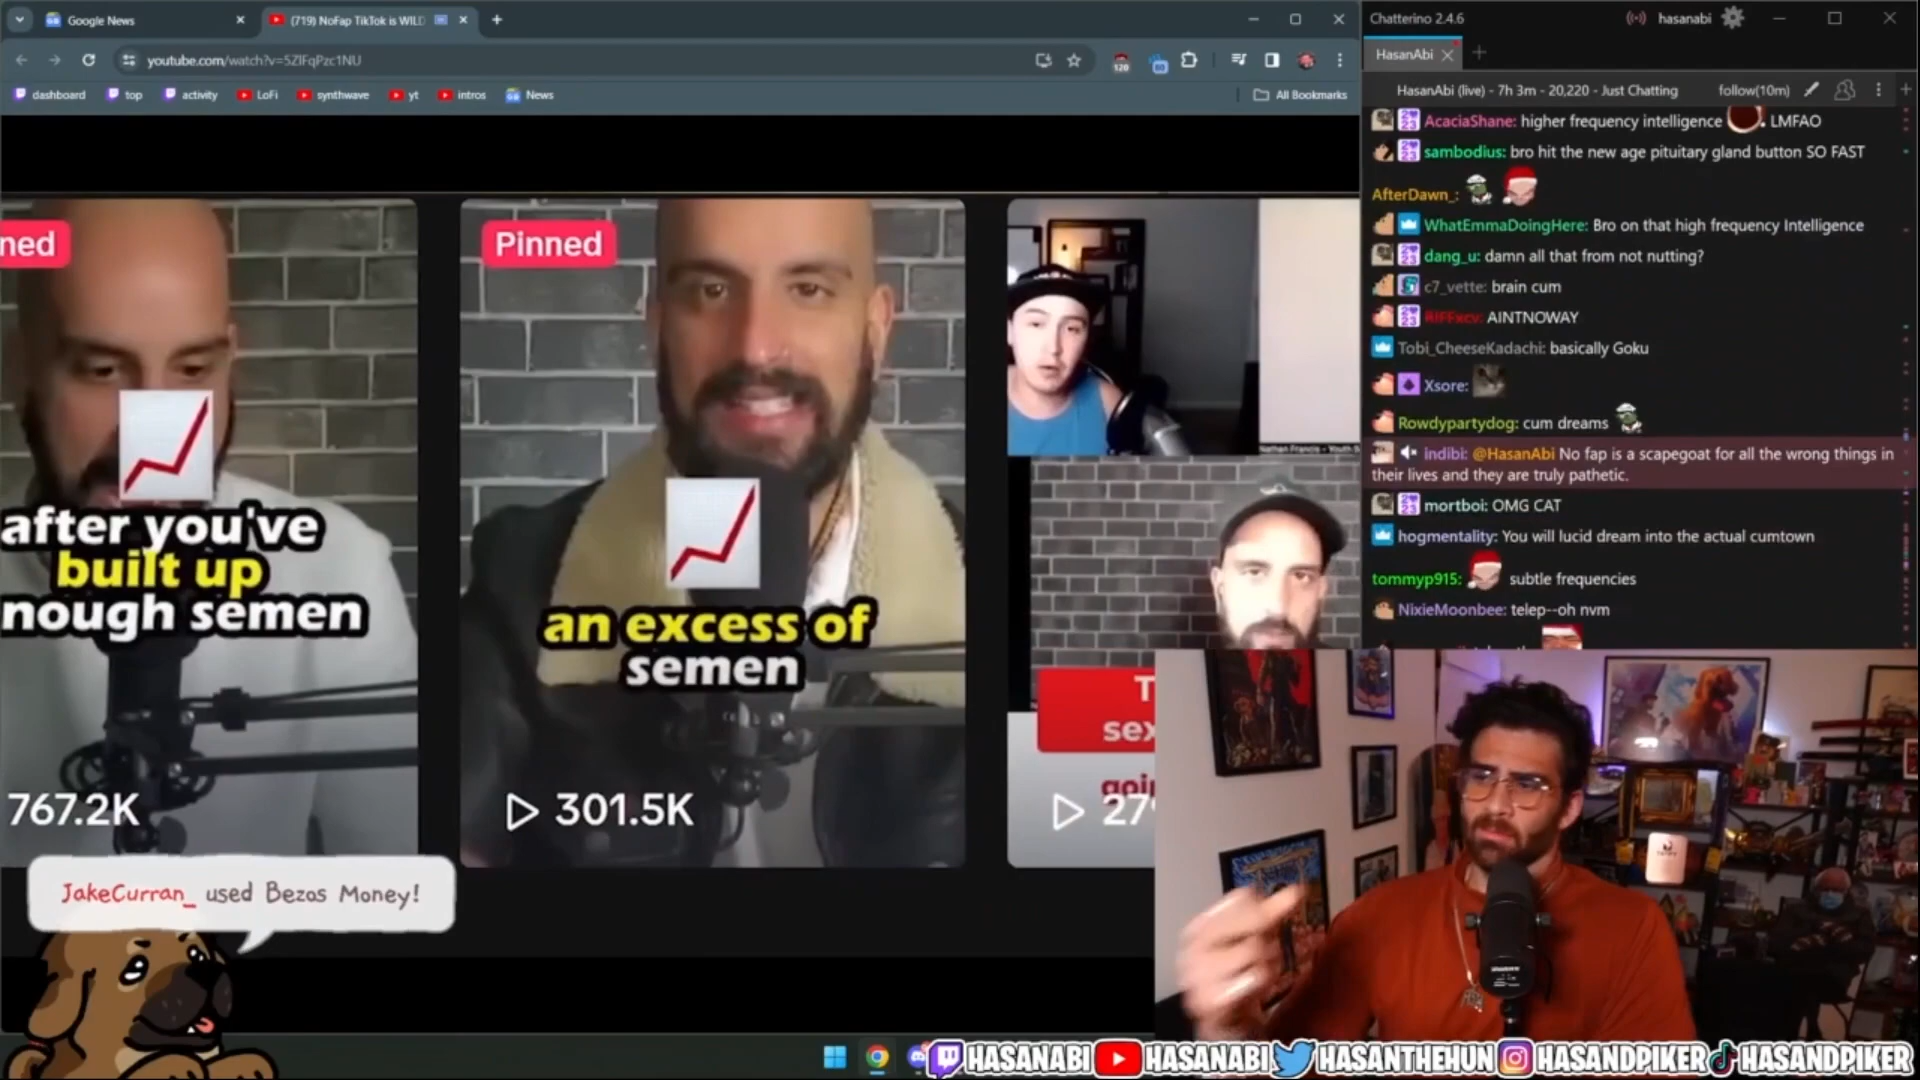 Google News
(719) NoFap TikTok is WILD
youtube.com/watch?v=5ZlFqPzc1NU
120
dashboard
top
activity
LoFi
synthwave
yt
intros
News
All Bookmarks
ned
after you've
built up
nough semen
767.2K
Pinned
an excess of
semen
301.5K
T
sex
goi
27
JakeCurran_ used Bezos Money!
Chatterino 2.4.6
hasanabi
HasanAbi
HasanAbi (live) - 7h 3m - 20,220 - Just Chatting
follow(10m)
AcaciaShane: higher frequency intelligence . LMFAO
sambodius: bro hit the new age pituitary gland button SO FAST
AfterDawn_:
WhatEmmaDoingHere: Bro on that high frequency Intelligence
dang_u: damn all that from not nutting?
c7_vette: brain cum
RIFFxcv: AINTNOWAY
Tobi_CheeseKadachi: basically Goku
Xsore:
Rowdypartydog: cum dreams
indibi: @HasanAbi No fap is a scapegoat for all the wrong things in
their lives and they are truly pathetic.
mortboi: OMG CAT
hogmentality: You will lucid dream into the actual cumtown
tommyp915: subtle frequencies
NixieMoonbee: telep--oh nvm
HASANABI
HASANABI
HASANTHEHUN
HASANDPIKER
HASANDPIKER